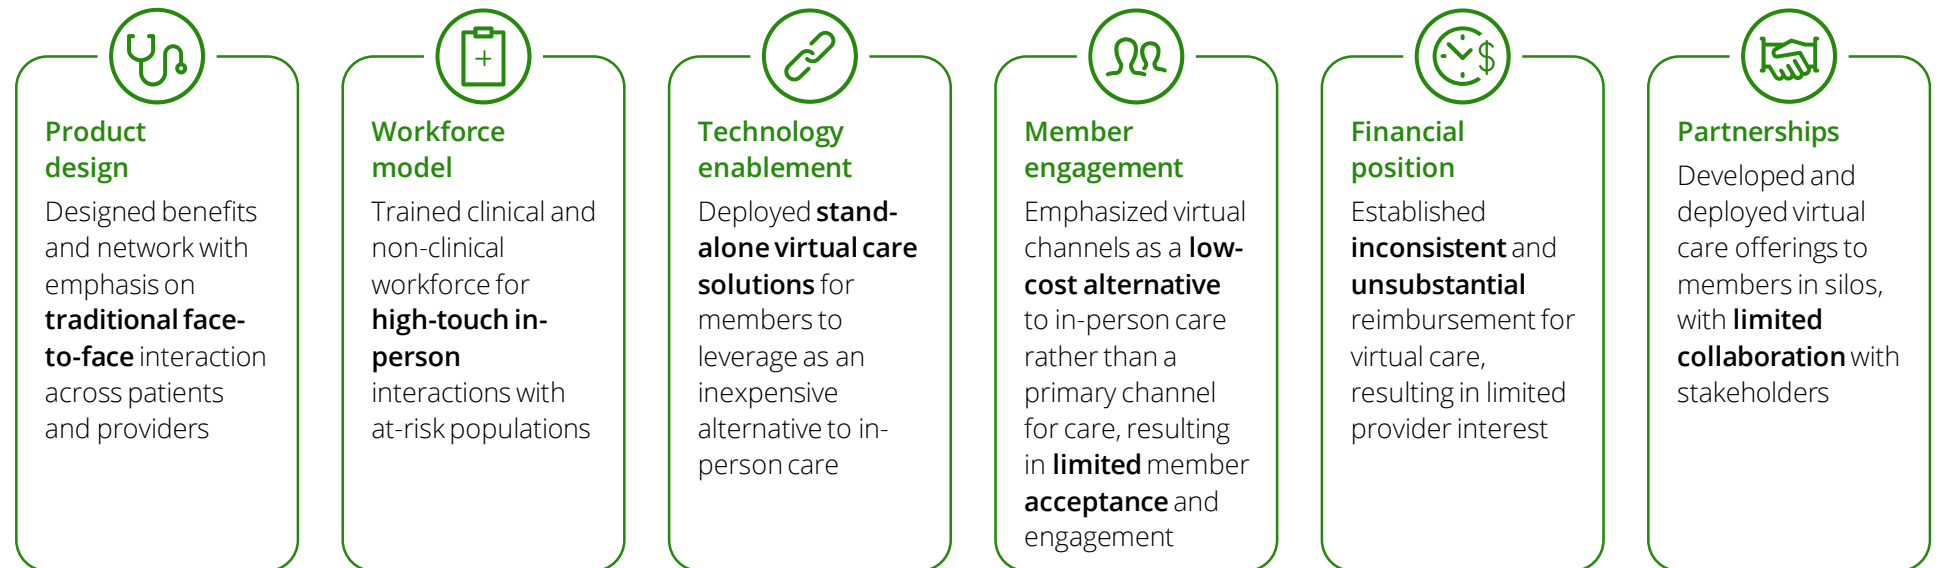 Product
design
Designed benefits
and network with
emphasis on
traditional face-
to-face interaction
across patients
and providers
Workforce
model
Trained clinical and
non-clinical
workforce for
high-touch in-
person
interactions with
at-risk populations
Technology
enablement
Deployed stand-
alone virtual care
solutions for
members to
leverage as an
inexpensive
alternative to in-
person care
Member
engagement
Emphasized virtual
channels as a low-
cost alternative
to in-person care
rather than a
primary channel
for care, resulting
in limited member
acceptance and
engagement
$
Financial
position
Established
inconsistent and
unsubstantial
reimbursement for
virtual care,
resulting in limited
provider interest
Partnerships
Developed and
deployed virtual
care offerings to
members in silos,
with limited
collaboration with
stakeholders